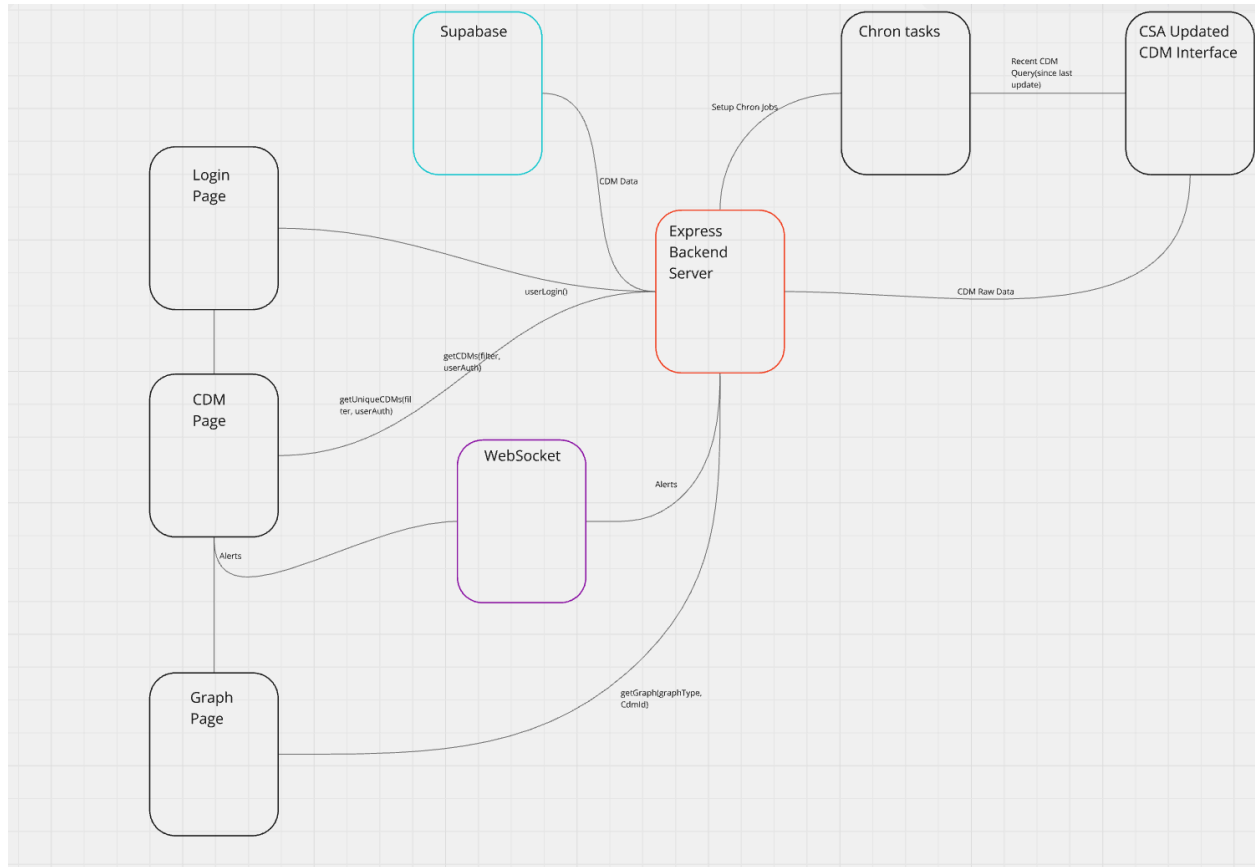 Supabase
Chron tasks
CSA Updated
CDM Interface
Recent CDM
Query(since last
update)
Setup Chron Jobs
Login
Page
CDM Data
Express
Backend
Server
userLogin()
CDM Raw Data
getCDMs(filter,
userAuth)
CDM
Page
getUniqueCDMs(fil
ter, userAuth)
WebSocket
Alerts
Alerts
Graph
Page
getGraph(graphType,
CdmId)